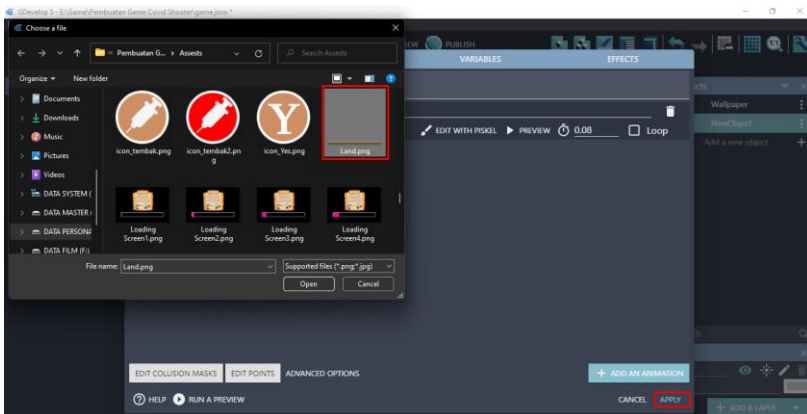 GDevelop 5 - E:\Game\Pembuatan Game Covid Shooter\game.json *
Choose a file
Pembuatan G... › Assests
Search Assests
Organize
New folder
Documents
Downloads
Music
Pictures
Videos
DATA SYSTEM (
DATA MASTER
DATA PERSONA
DATA FILM (F:)
icon_tembak.png
icon_tembak2.pn
g
icon_Yes.png
Land.png
Loading
Screen1.png
Loading
Screen2.png
Loading
Screen3.png
Loading
Screen4.png
File name: Land.png
Supported files (*.png;*.jpg)
Open
Cancel
PUBLISH
VARIABLES
EFFECTS
EDIT WITH PISKEL
PREVIEW
0.08
Loop
Wallpaper
NewObject
Add a new object
EDIT COLLISION MASKS
EDIT POINTS
ADVANCED OPTIONS
+ ADD AN ANIMATION
HELP
RUN A PREVIEW
CANCEL
APPLY
+ ADD A LAYER